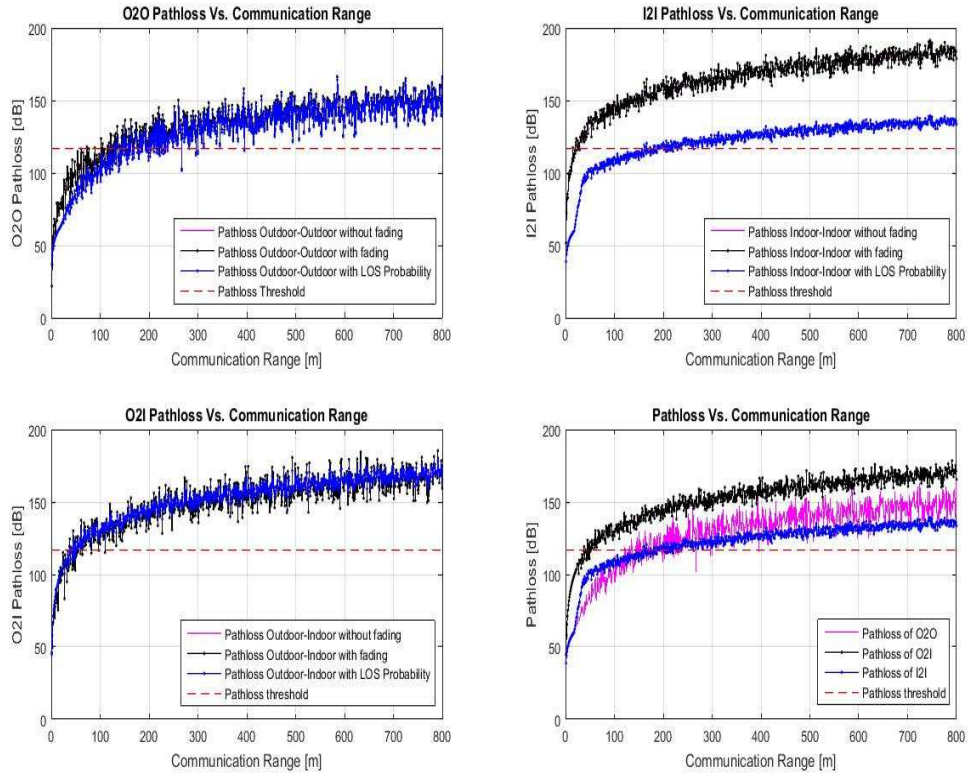 O2O Pathloss Vs. Communication Range
O2O Pathloss [dB]
200
150
100
50
0
Pathloss Outdoor-Outdoor without fading
Pathloss Outdoor-Outdoor with fading
Pathloss Outdoor-Outdoor with LOS Probability
Pathloss Threshold
0 100 200 300 400 500 600 700 800
Communication Range [m]
I2I Pathloss Vs. Communication Range
I2I Pathloss [dB]
200
150
100
50
0
Pathloss Indoor-Indoor without fading
Pathloss Indoor-Indoor with fading
Pathloss Indoor-Indoor with LOS Probability
Pathloss threshold
0 100 200 300 400 500 600 700 800
Communication Range [m]
O2I Pathloss Vs. Communication Range
O2I Pathloss [dB]
200
150
100
50
0
Pathloss Outdoor-Indoor without fading
Pathloss Outdoor-Indoor with fading
Pathloss Outdoor-Indoor with LOS Probability
Pathloss threshold
0 100 200 300 400 500 600 700 800
Communication Range [m]
Pathloss Vs. Communication Range
Pathloss [dB]
200
150
100
50
0
Pathloss of O2O
Pathloss of O2I
Pathloss of I2I
Pathloss threshold
0 100 200 300 400 500 600 700 800
Communication Range [m]